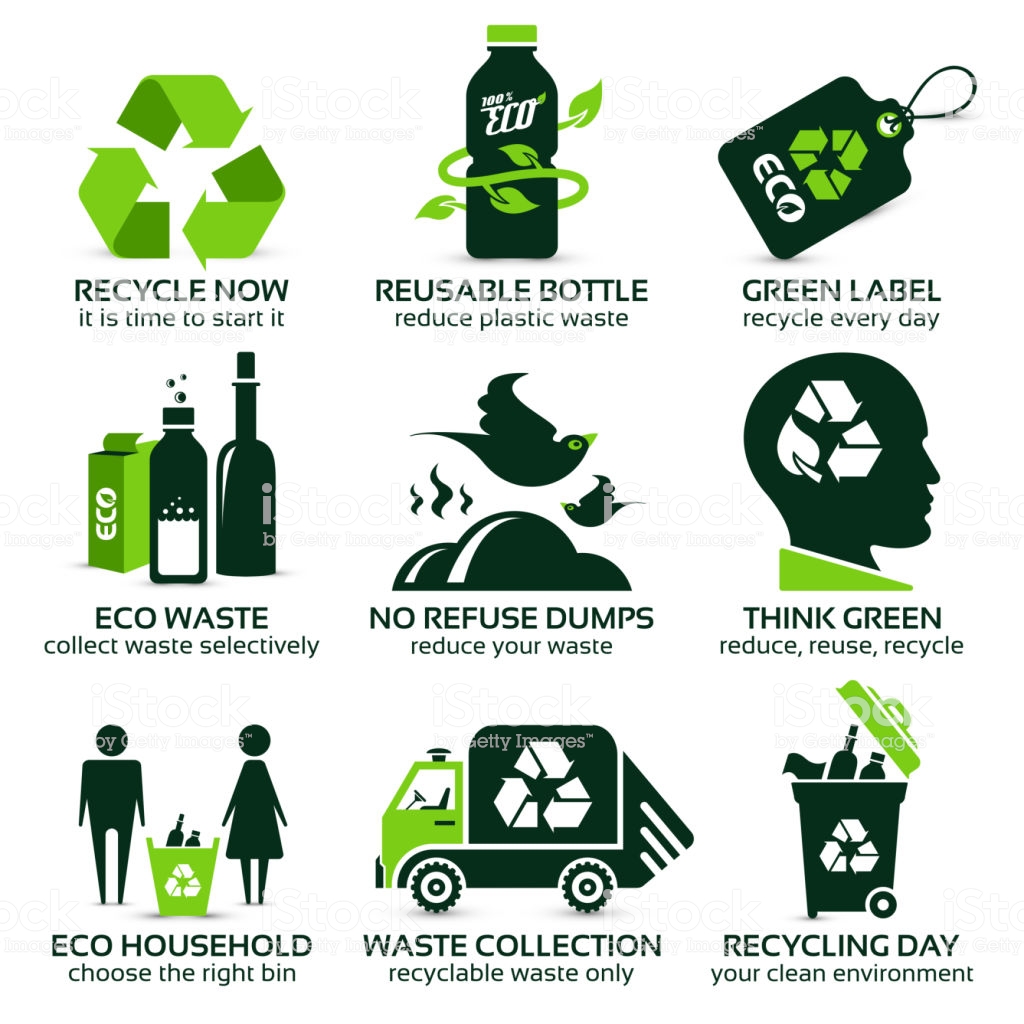 100%
ECO
ECO
RECYCLE NOW
it is time to start it
REUSABLE BOTTLE
reduce plastic waste
GREEN LABEL
recycle every day
ECO
ECO WASTE
collect waste selectively
NO REFUSE DUMPS
reduce your waste
THINK GREEN
reduce, reuse, recycle
ECO HOUSEHOLD
choose the right bin
WASTE COLLECTION
recyclable waste only
RECYCLING DAY
your clean environment
iStock
by Getty Images™